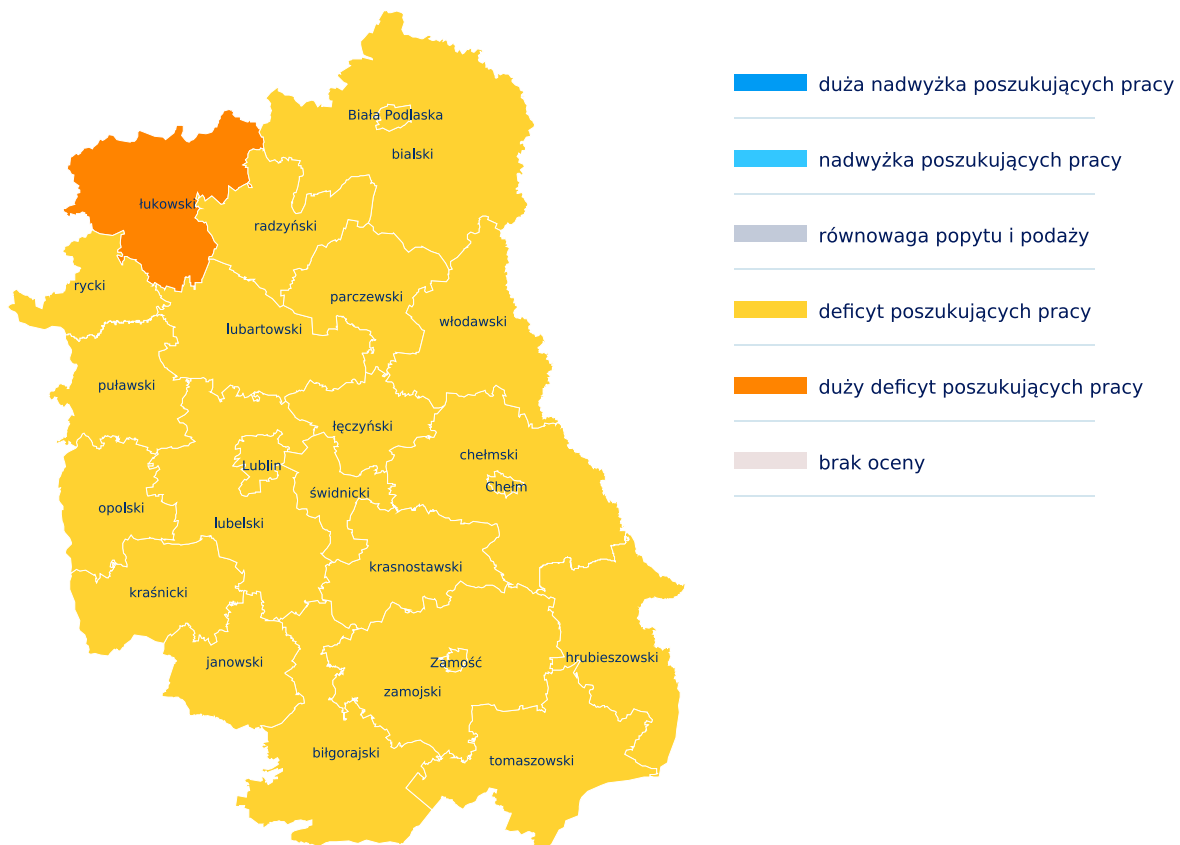 Biała Podlaska
bialski
łukowski
radzyński
rycki
parczewski
włodawski
lubartowski
puławski
łęczyński
chełmski
Lublin
Chełm
świdnicki
opolski
lubelski
krasnostawski
kraśnicki
janowski
Zamość
hrubieszowski
zamojski
biłgorajski
tomaszowski
duża nadwyżka poszukujących pracy
nadwyżka poszukujących pracy
równowaga popytu i podaży
deficyt poszukujących pracy
duży deficyt poszukujących pracy
brak oceny